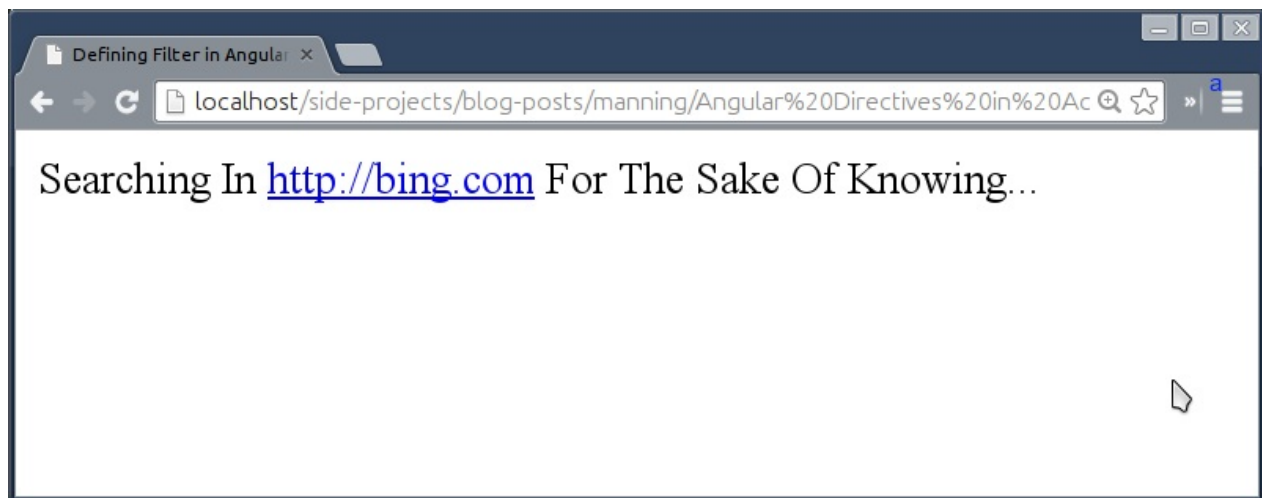 Defining Filter in Angular
localhost/side-projects/blog-posts/manning/Angular%20Directives%20in%20Ac
a
Searching In http://bing.com For The Sake Of Knowing...